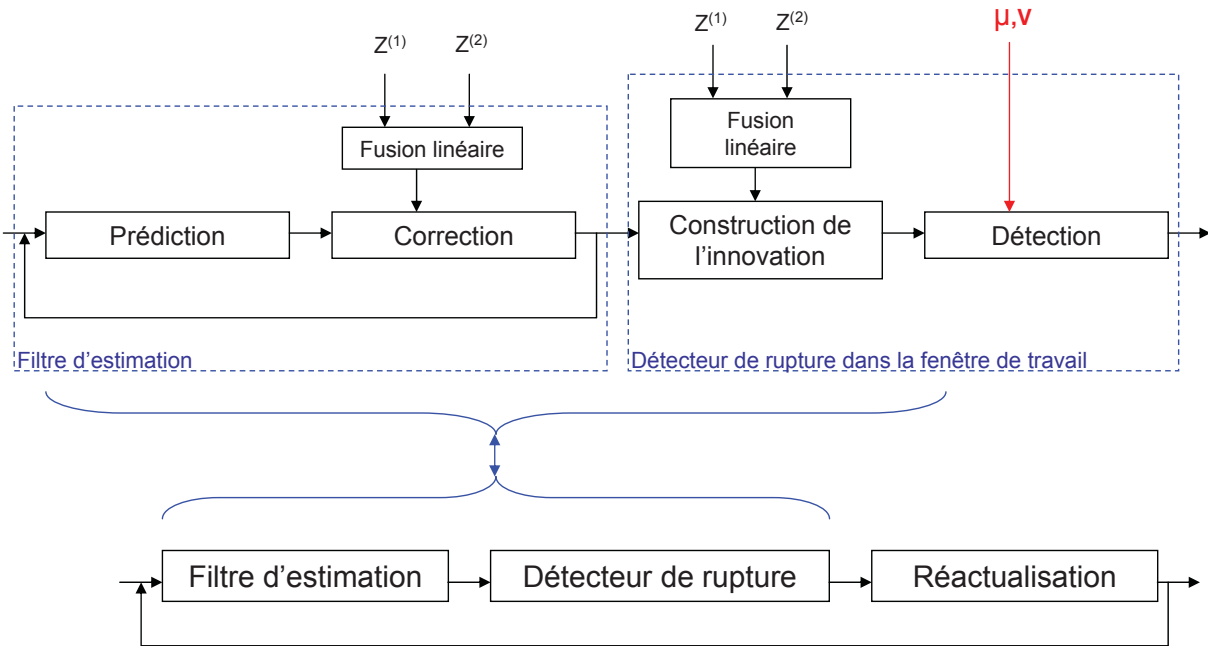 Z(1)
Z(2)
Z(1)
Z(2)
μ,ν
Fusion linéaire
Fusion
linéaire
Prédiction
Correction
Construction de
l’innovation
Détection
Filtre d’estimation
Détecteur de rupture dans la fenêtre de travail
Filtre d’estimation
Détecteur de rupture
Réactualisation